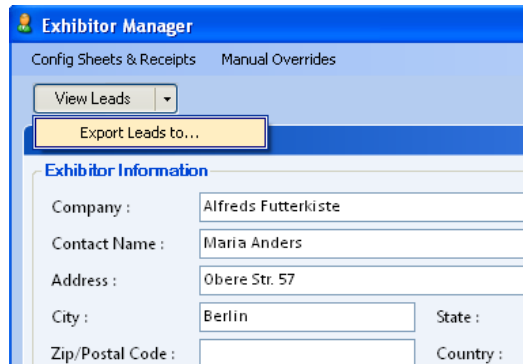 Exhibitor Manager
Config Sheets & Receipts Manual Overrides
View Leads
Export Leads to...
Exhibitor Information
Company : Alfreds Futterkiste
Contact Name : Maria Anders
Address : Obere Str. 57
City : Berlin State :
Zip/Postal Code : Country :